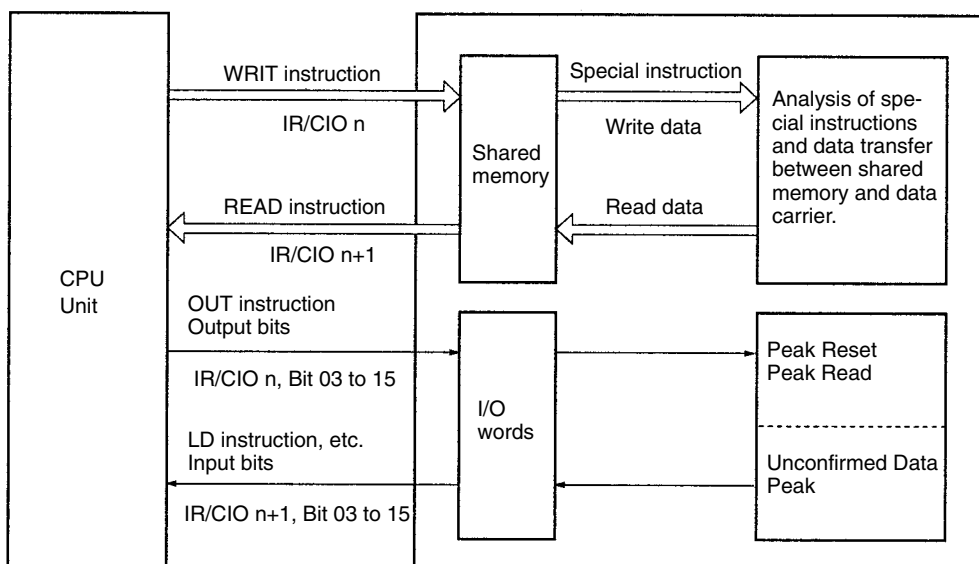 CPU
Unit
WRIT instruction
IR/CIO n
READ instruction
IR/CIO n+1
OUT instruction
Output bits
IR/CIO n, Bit 03 to 15
LD instruction, etc.
Input bits
IR/CIO n+1, Bit 03 to 15
Shared
memory
I/O
words
Special instruction
Write data
Read data
Analysis of spe-
cial instructions
and data transfer
between shared
memory and data
carrier.
Peak Reset
Peak Read
Unconfirmed Data
Peak